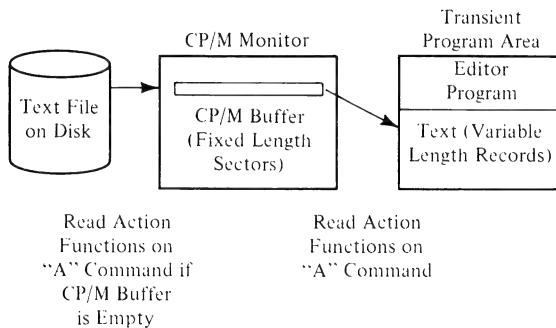 CP/M Monitor
Transient
Program Area
Text File
on Disk
CP/M Buffer
(Fixed Length
Sectors)
Editor
Program
Text (Variable
Length Records)
Read Action
Functions on
“A” Command if
CP/M Buffer
is Empty
Read Action
Functions on
“A” Command